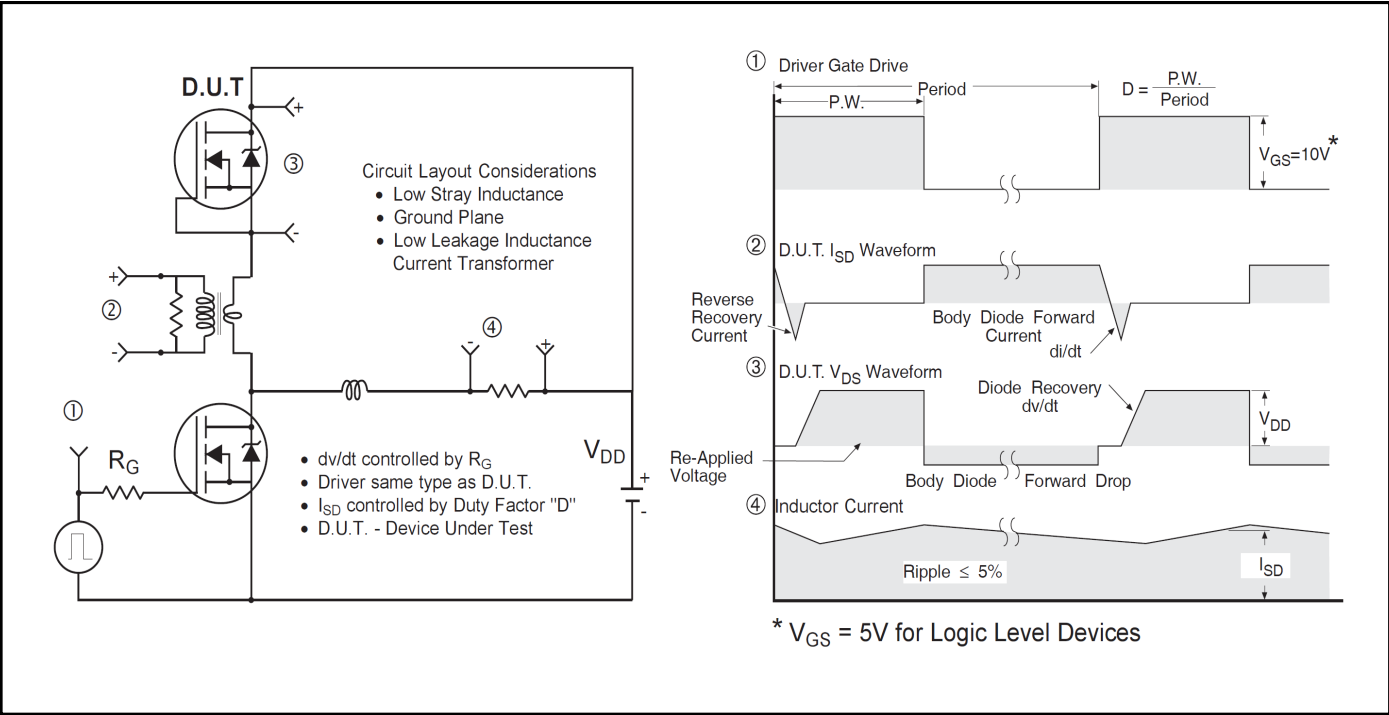 D.U.T
+
③
-
Circuit Layout Considerations
• Low Stray Inductance
• Ground Plane
• Low Leakage Inductance
Current Transformer
+
②
-
④
-
+
①
R_G
V_DD
+
-
• dv/dt controlled by R_G
• Driver same type as D.U.T.
• I_SD controlled by Duty Factor "D"
• D.U.T. - Device Under Test
① Driver Gate Drive
Period
P.W.
D = P.W. / Period
V_GS=10V*
② D.U.T. I_SD Waveform
Reverse
Recovery
Current
Body Diode Forward
Current
di/dt
③ D.U.T. V_DS Waveform
Diode Recovery
dv/dt
V_DD
Re-Applied
Voltage
Body Diode Forward Drop
④ Inductor Current
Ripple ≤ 5%
I_SD
* V_GS = 5V for Logic Level Devices